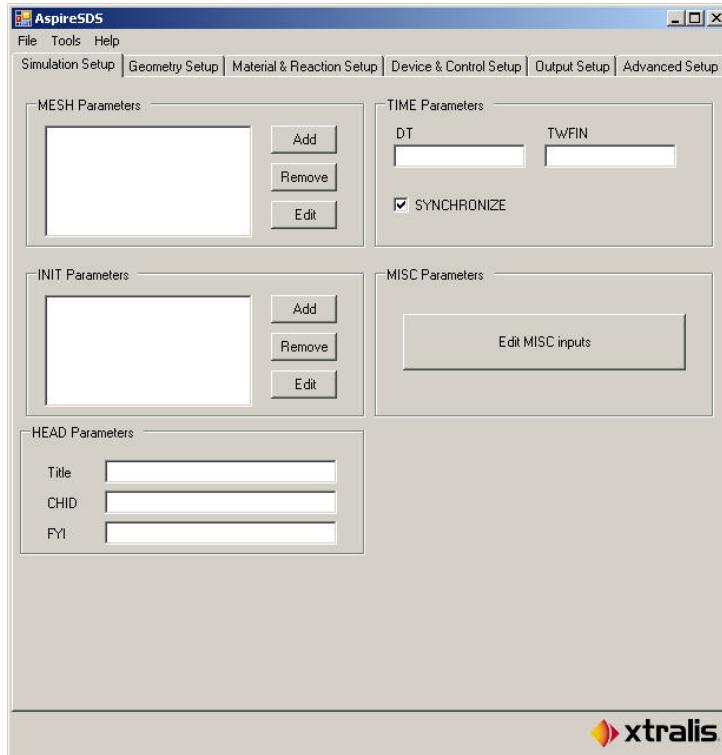 AspireSDS
File Tools Help
Simulation Setup Geometry Setup Material & Reaction Setup Device & Control Setup Output Setup Advanced Setup
MESH Parameters
Add
Remove
Edit
TIME Parameters
DT TWFIN
SYNCHRONIZE
INIT Parameters
Add
Remove
Edit
MISC Parameters
Edit MISC inputs
HEAD Parameters
Title
CHID
FYI
xtralis